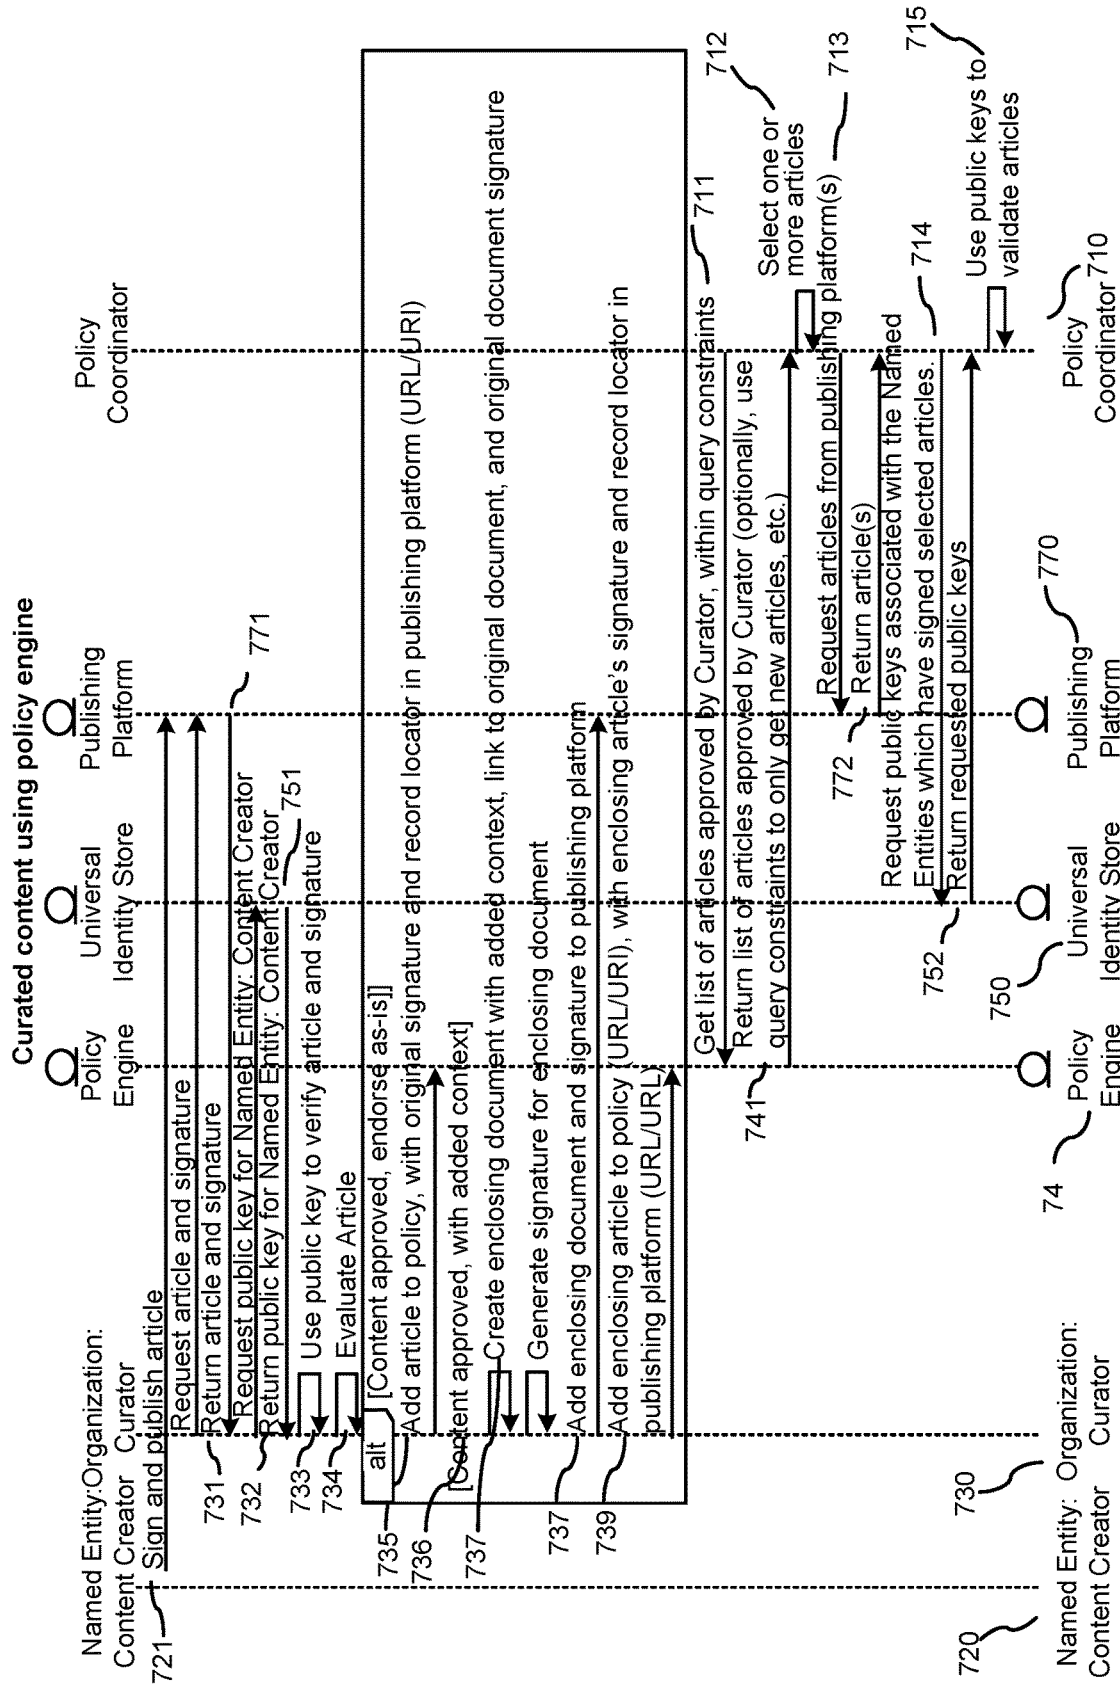 Curated content using policy engine
Named Entity:
Content Creator
Organization:
Curator
Policy
Engine
Universal
Identity Store
Publishing
Platform
Policy
Coordinator
721
Sign and publish article
Request article and signature
731
Return article and signature
771
Request public key for Named Entity: Content Creator
732
Return public key for Named Entity: Content Creator
751
Use public key to verify article and signature
733
Evaluate Article
734
alt
[Content approved, endorse as-is]]
735
Add article to policy, with original signature and record locator in publishing platform (URL/URI)
736
[Content approved, with added context]
737
Create enclosing document with added context, link to original document, and original document signature
Generate signature for enclosing document
737
Add enclosing document and signature to publishing platform
739
Add enclosing article to policy (URL/URI), with enclosing article's signature and record locator in
publishing platform (URL/URL)
Get list of articles approved by Curator, within query constraints
711
741
Return list of articles approved by Curator (optionally, use
query constraints to only get new articles, etc.)
712
Select one or
more articles
Request articles from publishing platform(s)
713
772
Return article(s)
Request public keys associated with the Named
Entities which have signed selected articles.
714
752
Return requested public keys
715
Use public keys to
validate articles
720
Named Entity:
Content Creator
730
Organization:
Curator
74
Policy
Engine
750
Universal
Identity Store
770
Publishing
Platform
710
Policy
Coordinator